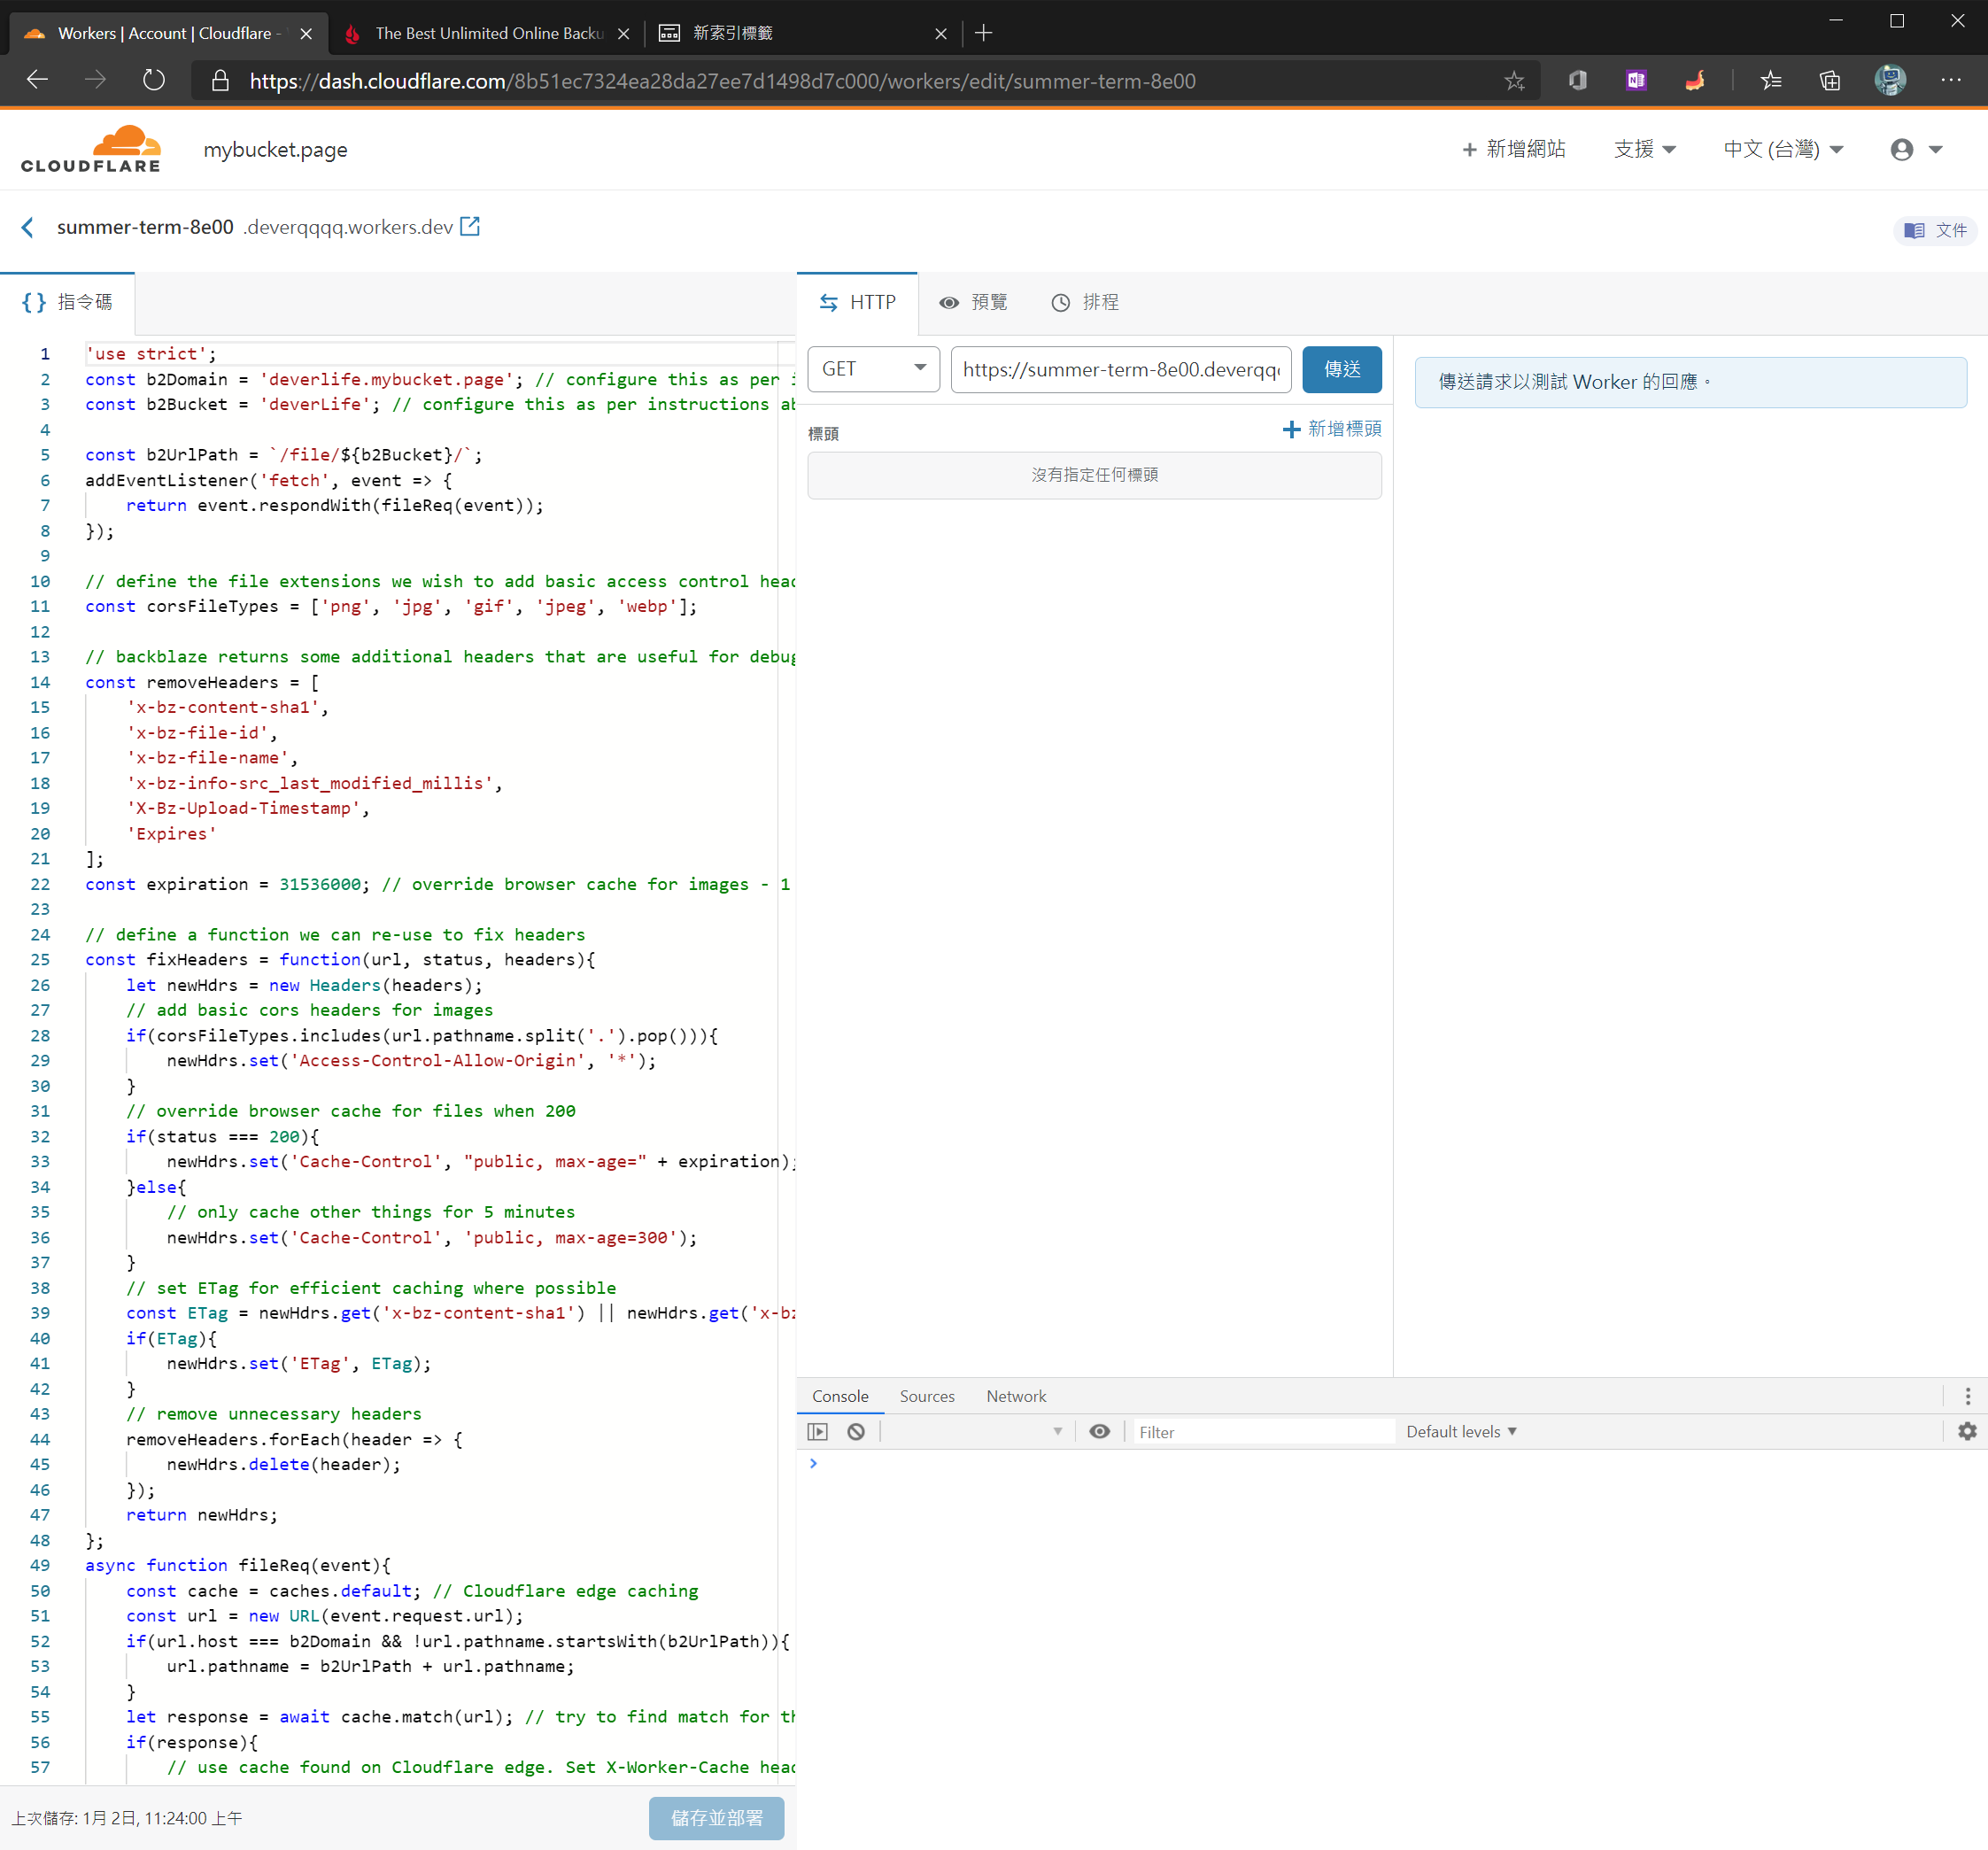 Workers | Account | Cloudflare -
The Best Unlimited Online Backu
新索引標籤
https://dash.cloudflare.com/8b51ec7324ea28da27ee7d1498d7c000/workers/edit/summer-term-8e00
CLOUDFLARE
mybucket.page
+ 新增網站
支援
中文 (台灣)
summer-term-8e00 .deverqqqq.workers.dev
文件
{} 指令碼
1 'use strict';
2 const b2Domain = 'deverlife.mybucket.page'; // configure this as per i
3 const b2Bucket = 'deverLife'; // configure this as per instructions ab
4
5 const b2UrlPath = `/file/${b2Bucket}/`;
6 addEventListener('fetch', event => {
7 return event.respondWith(fileReq(event));
8 });
9
10 // define the file extensions we wish to add basic access control head
11 const corsFileTypes = ['png', 'jpg', 'gif', 'jpeg', 'webp'];
12
13 // backblaze returns some additional headers that are useful for debug
14 const removeHeaders = [
15 'x-bz-content-sha1',
16 'x-bz-file-id',
17 'x-bz-file-name',
18 'x-bz-info-src_last_modified_millis',
19 'X-Bz-Upload-Timestamp',
20 'Expires'
21 ];
22 const expiration = 31536000; // override browser cache for images - 1
23
24 // define a function we can re-use to fix headers
25 const fixHeaders = function(url, status, headers){
26 let newHdrs = new Headers(headers);
27 // add basic cors headers for images
28 if(corsFileTypes.includes(url.pathname.split('.').pop())){
29 newHdrs.set('Access-Control-Allow-Origin', '*');
30 }
31 // override browser cache for files when 200
32 if(status === 200){
33 newHdrs.set('Cache-Control', "public, max-age=" + expiration);
34 }else{
35 // only cache other things for 5 minutes
36 newHdrs.set('Cache-Control', 'public, max-age=300');
37 }
38 // set ETag for efficient caching where possible
39 const ETag = newHdrs.get('x-bz-content-sha1') || newHdrs.get('x-bz
40 if(ETag){
41 newHdrs.set('ETag', ETag);
42 }
43 // remove unnecessary headers
44 removeHeaders.forEach(header => {
45 newHdrs.delete(header);
46 });
47 return newHdrs;
48 };
49 async function fileReq(event){
50 const cache = caches.default; // Cloudflare edge caching
51 const url = new URL(event.request.url);
52 if(url.host === b2Domain && !url.pathname.startsWith(b2UrlPath)){
53 url.pathname = b2UrlPath + url.pathname;
54 }
55 let response = await cache.match(url); // try to find match for th
56 if(response){
57 // use cache found on Cloudflare edge. Set X-Worker-Cache head
上次儲存: 1月 2日, 11:24:00 上午
儲存並部署
HTTP
預覽
排程
GET
https://summer-term-8e00.deverqqq
傳送
標頭
+ 新增標頭
沒有指定任何標頭
傳送請求以測試 Worker 的回應。
Console
Sources
Network
Filter
Default levels ▼